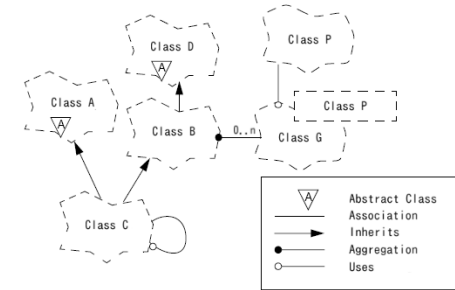 Class D
A
Class P
Class A
A
Class P
Class B
0..n
Class G
Class C
A
Abstract Class
Association
Inherits
Aggregation
Uses